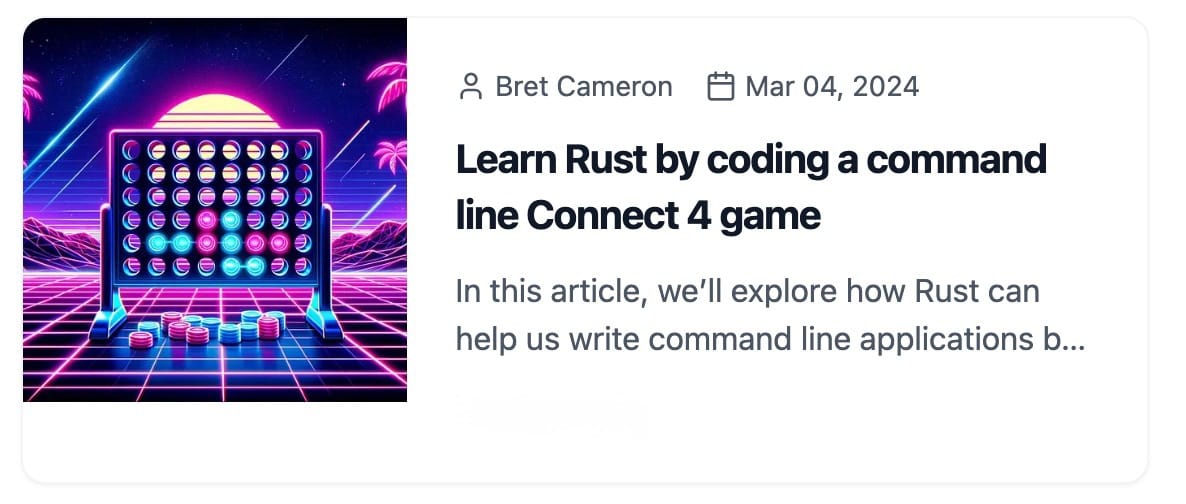 Bret Cameron
Mar 04, 2024
Learn Rust by coding a command
line Connect 4 game
In this article, we’ll explore how Rust can
help us write command line applications b...